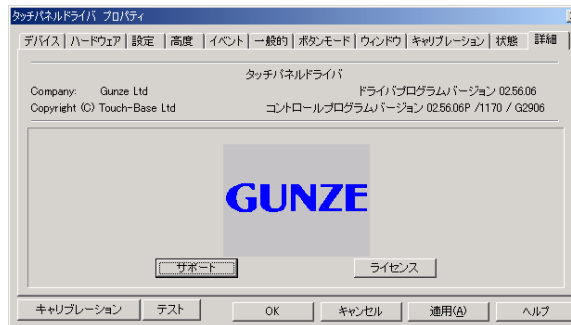 タッチパネルドライバ プロパティ
デバイス ハードウェア 設定 高度 イベント 一般的 ボタンモード ウィンドウ キャリブレーション 状態 詳細
タッチパネルドライバ
Company: Gunze Ltd ドライバプログラムバージョン 02.56.06
Copyright (C) Touch-Base Ltd コントロールプログラムバージョン 02.56.06P /1170 / G2906
GUNZE
サポート ライセンス
キャリブレーション テスト OK キャンセル 適用(A) ヘルプ